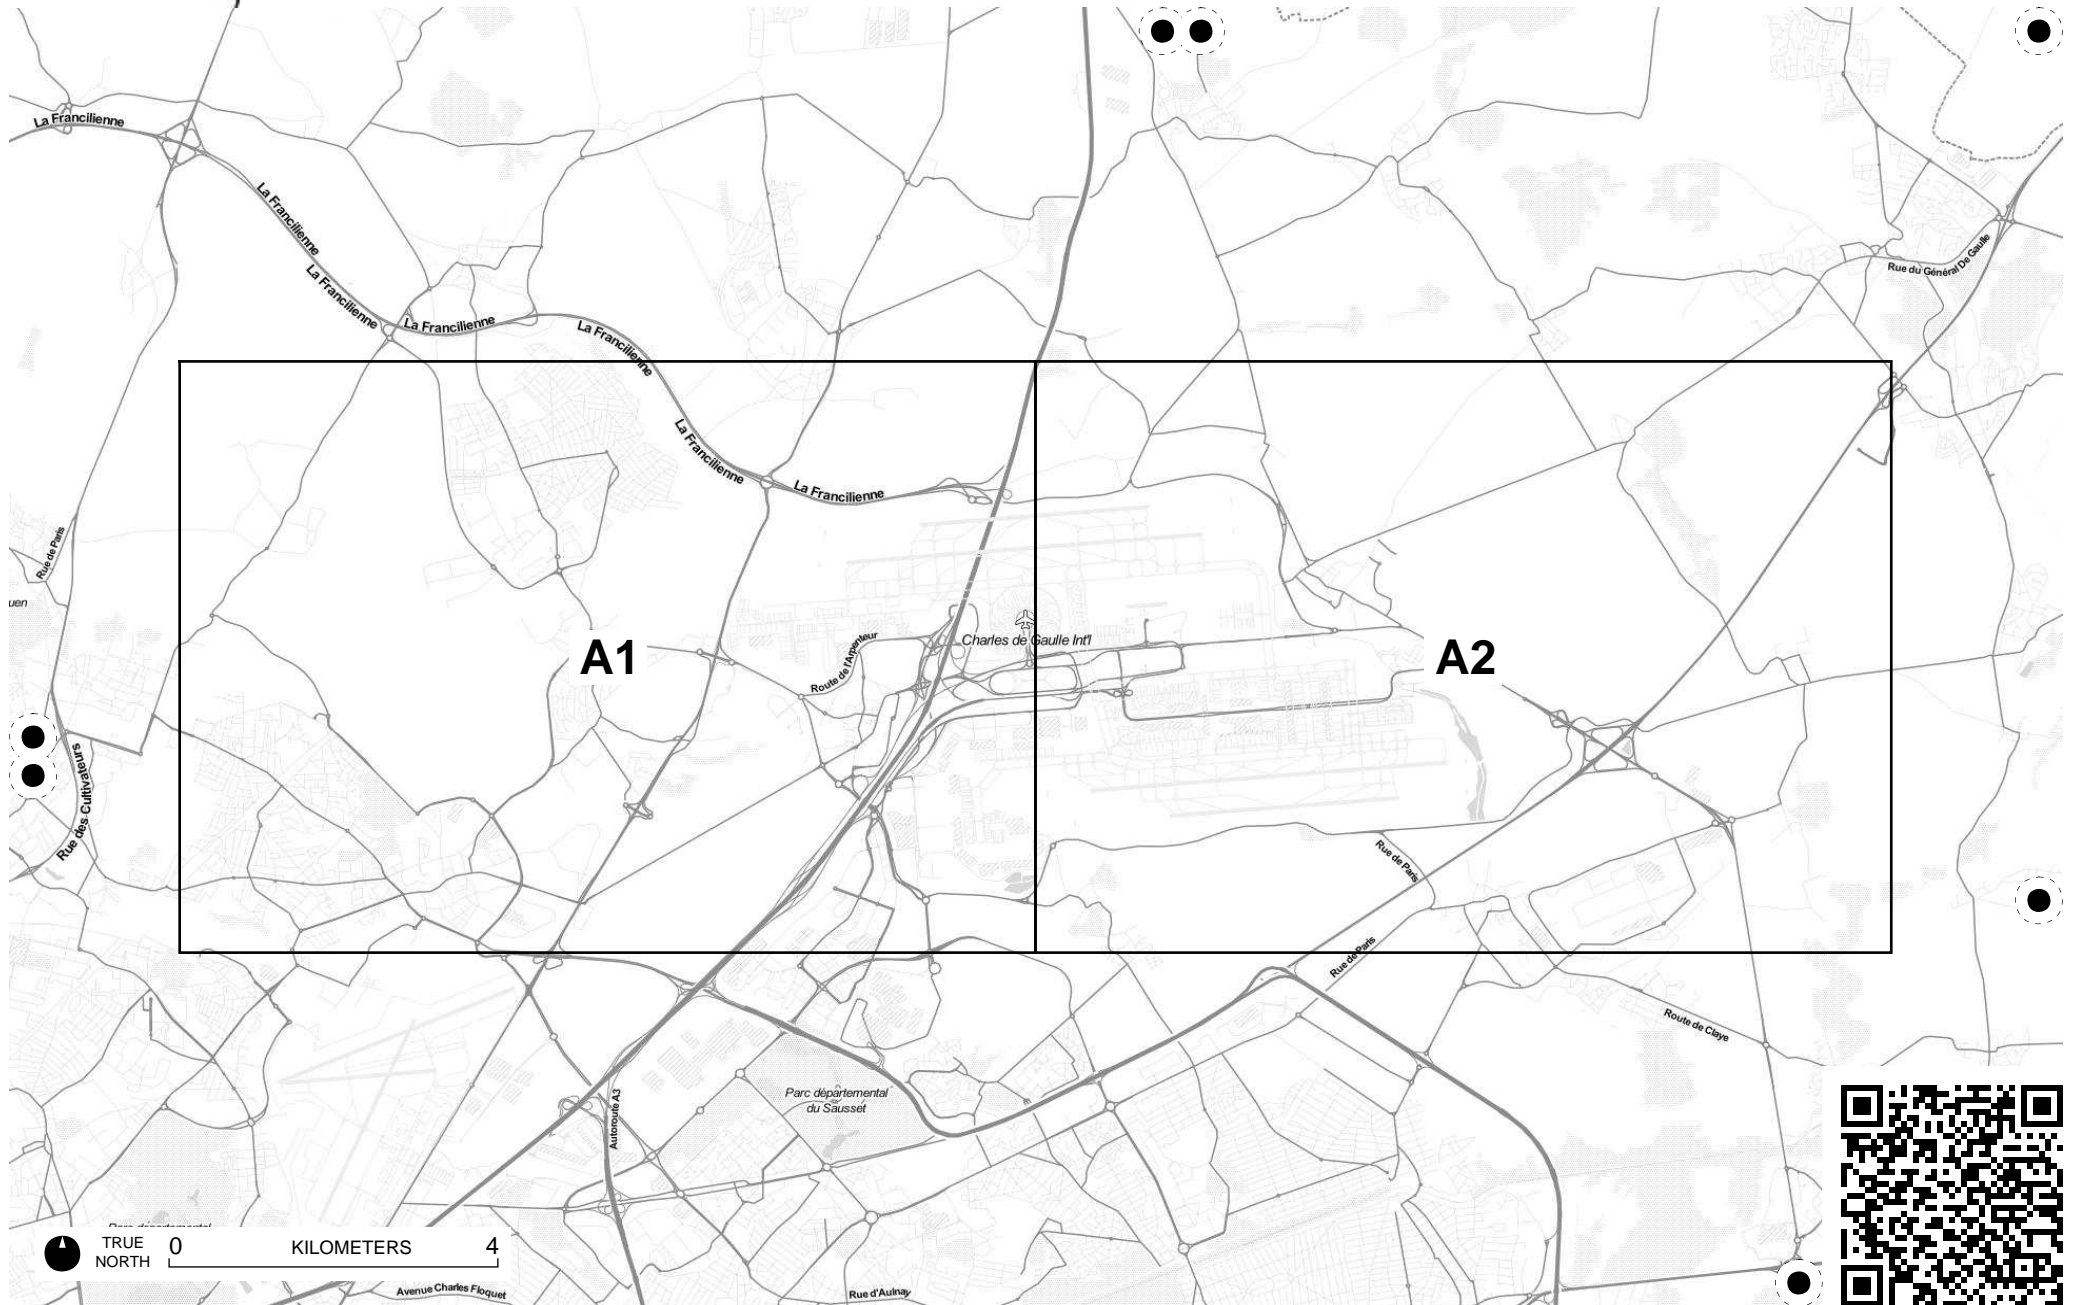 La Francilienne
La Francilienne
La Francilienne
La Francilienne
La Francilienne
La Francilienne
La Francilienne
Rue du Général De Gaulle
Rue de Paris
uen
A1
Route de l'Arpenteur
Charles de Gaulle Int'l
A2
Rue des Cultivateurs
Rue de Paris
Rue de Paris
Route de Claye
Autoroute A3
Parc départemental
du Sausset
Parc départemental
TRUE
NORTH
0
KILOMETERS
4
Avenue Charles Floquet
Rue d'Aulnay